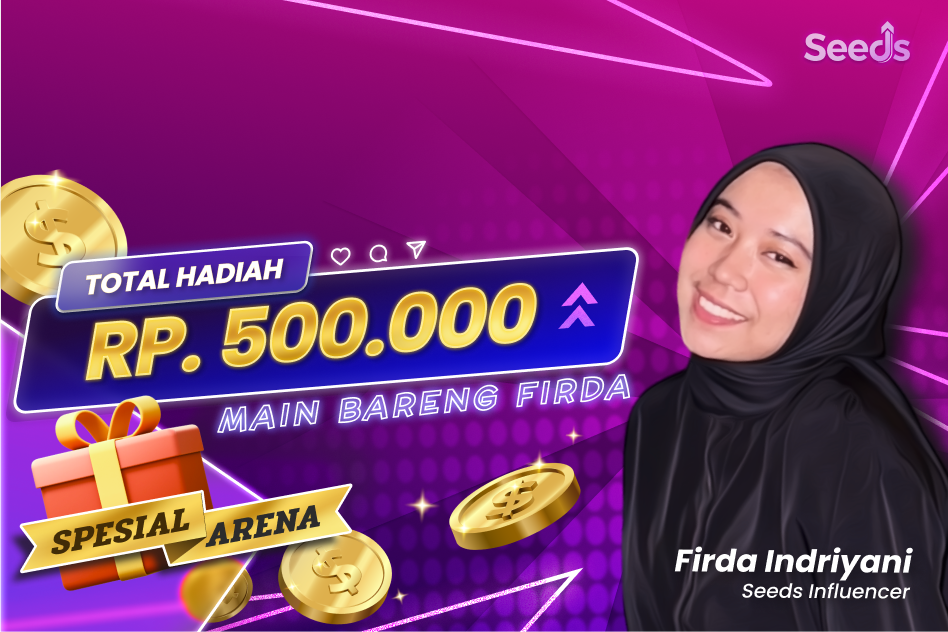 Seeds
TOTAL HADIAH
RP. 500.000
MAIN BARENG FIRDA
SPESIAL ARENA
Firda Indriyani
Seeds Influencer